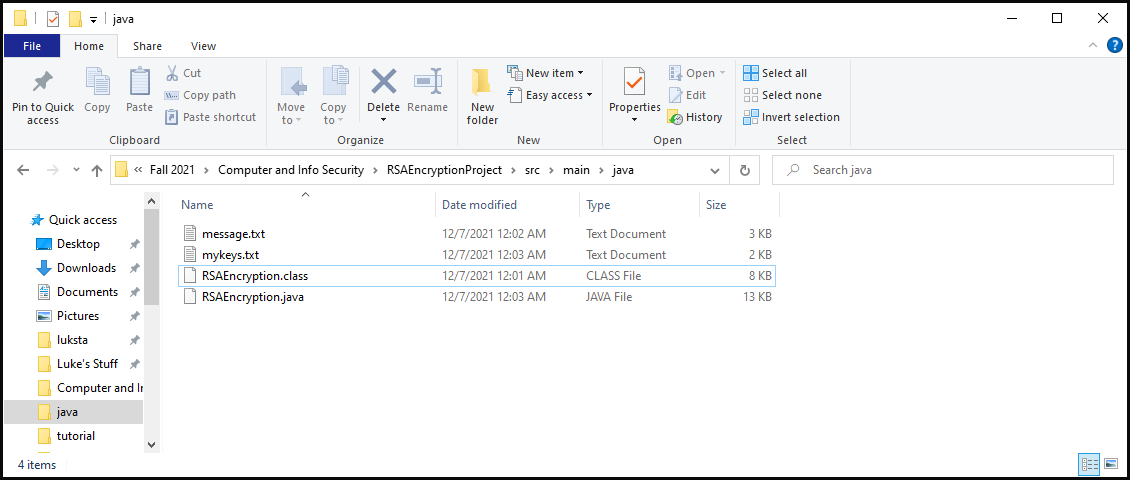 java
File Home Share View
Pin to Quick access
Copy
Paste
Cut
Copy path
Paste shortcut
Clipboard
Move to
Copy to
Delete
Rename
Organize
New folder
New item
Easy access
New
Properties
Open
Edit
History
Open
Select all
Select none
Invert selection
Select
« Fall 2021 > Computer and Info Security > RSAEncryptionProject > src > main > java
Search java
Quick access
Desktop
Downloads
Documents
Pictures
luksta
Luke's Stuff
Computer and In
java
tutorial
Name Date modified Type Size
message.txt 12/7/2021 12:02 AM Text Document 3 KB
mykeys.txt 12/7/2021 12:03 AM Text Document 2 KB
RSAEncryption.class 12/7/2021 12:01 AM CLASS File 8 KB
RSAEncryption.java 12/7/2021 12:03 AM JAVA File 13 KB
4 items